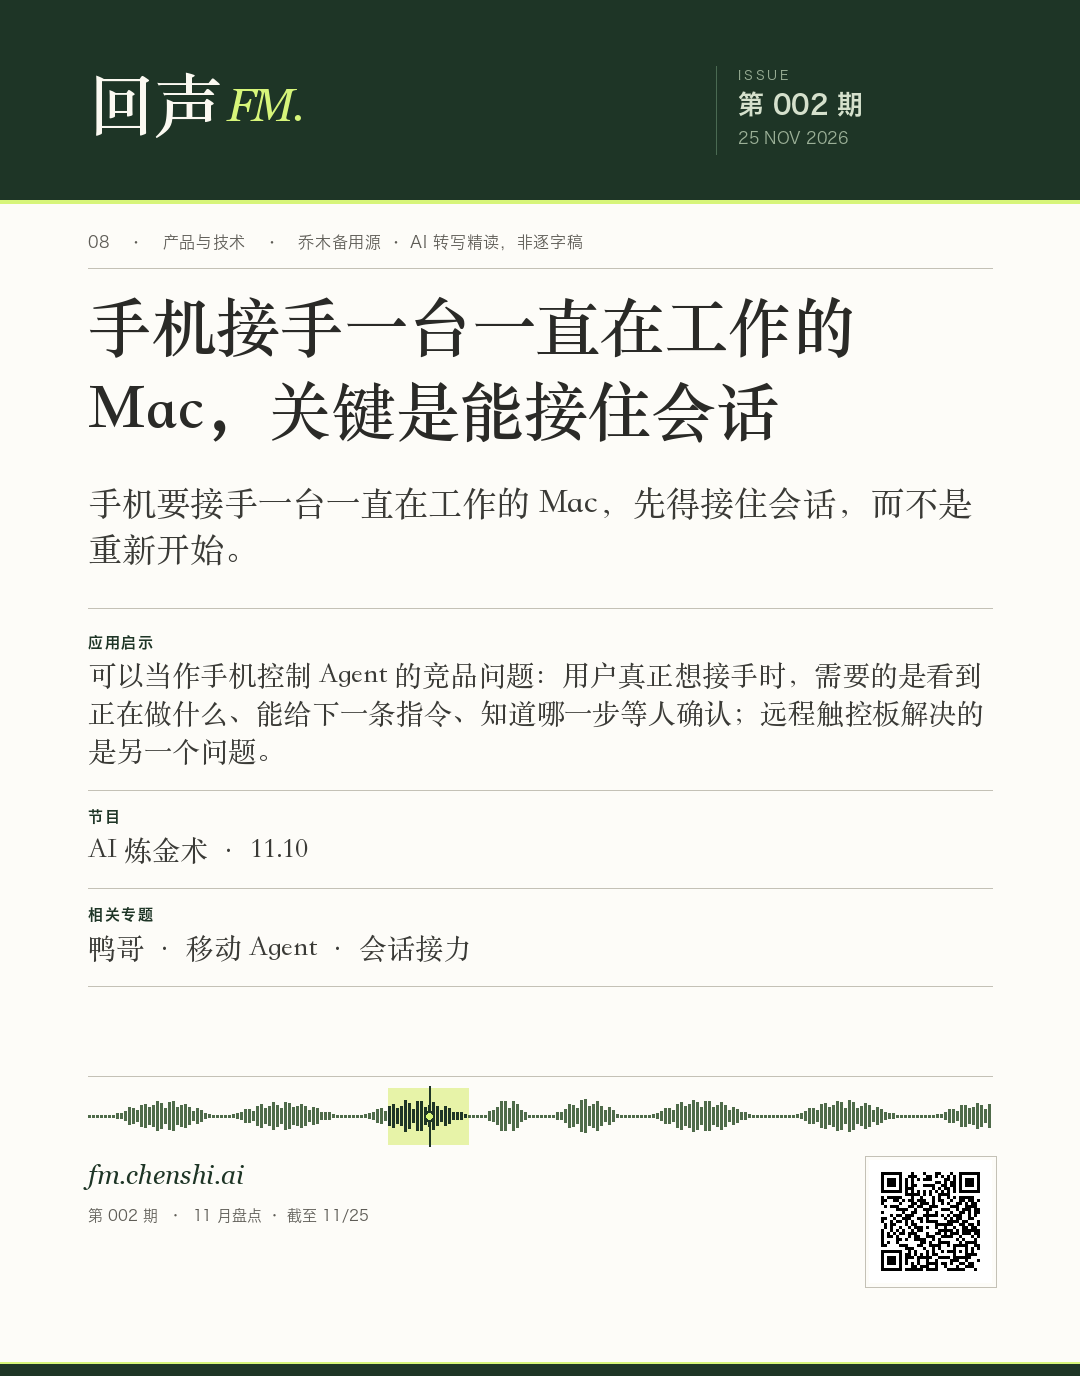 回声 FM.
ISSUE
第 002 期
25 NOV 2026
08 · 产品与技术 · 乔木备用源 · AI 转写精读，非逐字稿
手机接手一台一直在工作的
Mac，关键是能接住会话
手机要接手一台一直在工作的 Mac，先得接住会话，而不是
重新开始。
应用启示
可以当作手机控制 Agent 的竞品问题：用户真正想接手时，需要的是看到
正在做什么、能给下一条指令、知道哪一步等人确认；远程触控板解决的
是另一个问题。
节目
AI 炼金术 · 11.10
相关专题
鸭哥 · 移动 Agent · 会话接力
fm.chenshi.ai
第 002 期 · 11 月盘点 · 截至 11/25